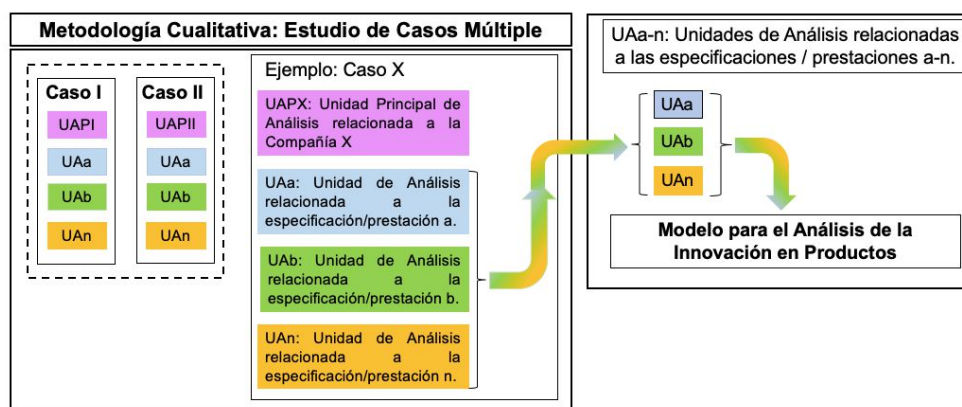 Metodología Cualitativa: Estudio de Casos Múltiple
Caso I
UAPI
UAa
UAb
UAn
Caso II
UAPII
UAa
UAb
UAn
Ejemplo: Caso X
UAPX: Unidad Principal de
Análisis relacionada a la
Compañía X
UAa: Unidad de Análisis
relacionada a la
especificación/prestación a.
UAb: Unidad de Análisis
relacionada a la
especificación/prestación b.
UAn: Unidad de Análisis
relacionada a la
especificación/prestación n.
UAa-n: Unidades de Análisis relacionadas
a las especificaciones / prestaciones a-n.
UAa
UAb
UAn
Modelo para el Análisis de la
Innovación en Productos